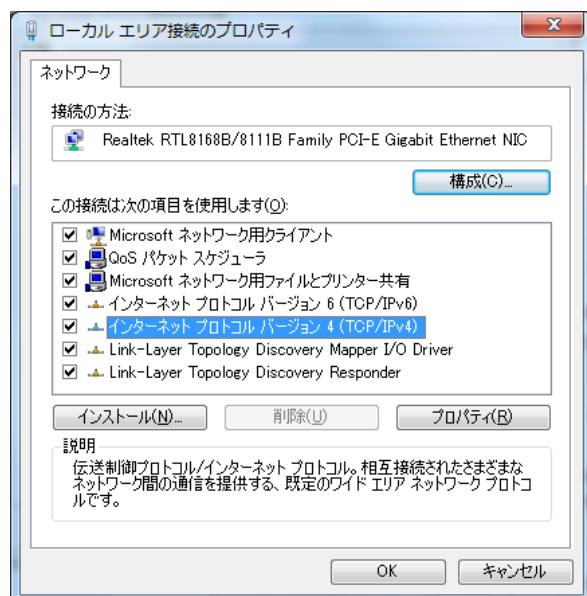 ローカル エリア接続のプロパティ
ネットワーク
接続の方法:
Realtek RTL8168B/8111B Family PCI-E Gigabit Ethernet NIC
構成(C)...
この接続は次の項目を使用します(O):
Microsoft ネットワーク用クライアント
QoS パケット スケジューラ
Microsoft ネットワーク用ファイルとプリンター共有
インターネット プロトコル バージョン 6 (TCP/IPv6)
インターネット プロトコル バージョン 4 (TCP/IPv4)
Link-Layer Topology Discovery Mapper I/O Driver
Link-Layer Topology Discovery Responder
インストール(N)... 削除(U) プロパティ(R)
説明
伝送制御プロトコル/インターネット プロトコル。相互接続されたさまざまな
ネットワーク間の通信を提供する、既定のワイド エリア ネットワーク プロトコ
ルです。
OK キャンセル